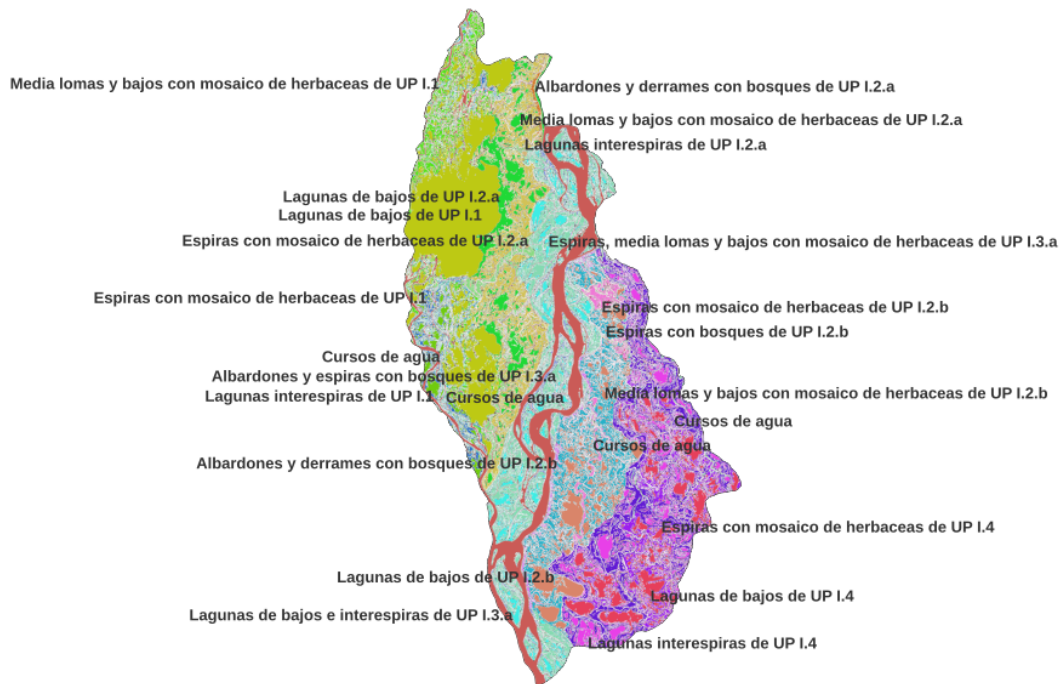 Media lomas y bajos con mosaico de herbaceas de UP I.1
Albardones y derrames con bosques de UP I.2.a
Media lomas y bajos con mosaico de herbaceas de UP I.2.a
Lagunas interespiras de UP I.2.a
Lagunas de bajos de UP I.2.a
Lagunas de bajos de UP I.1
Espiras con mosaico de herbaceas de UP I.2.a
Espiras, media lomas y bajos con mosaico de herbaceas de UP I.3.a
Espiras con mosaico de herbaceas de UP I.1
Espiras con mosaico de herbaceas de UP I.2.b
Espiras con bosques de UP I.2.b
Cursos de agua
Albardones y espiras con bosques de UP I.3.a
Lagunas interespiras de UP I.1
Cursos de agua
Media lomas y bajos con mosaico de herbaceas de UP I.2.b
Cursos de agua
Cursos de agua
Albardones y derrames con bosques de UP I.2.b
Espiras con mosaico de herbaceas de UP I.4
Lagunas de bajos de UP I.2.b
Lagunas de bajos de UP I.4
Lagunas de bajos e interespiras de UP I.3.a
Lagunas interespiras de UP I.4